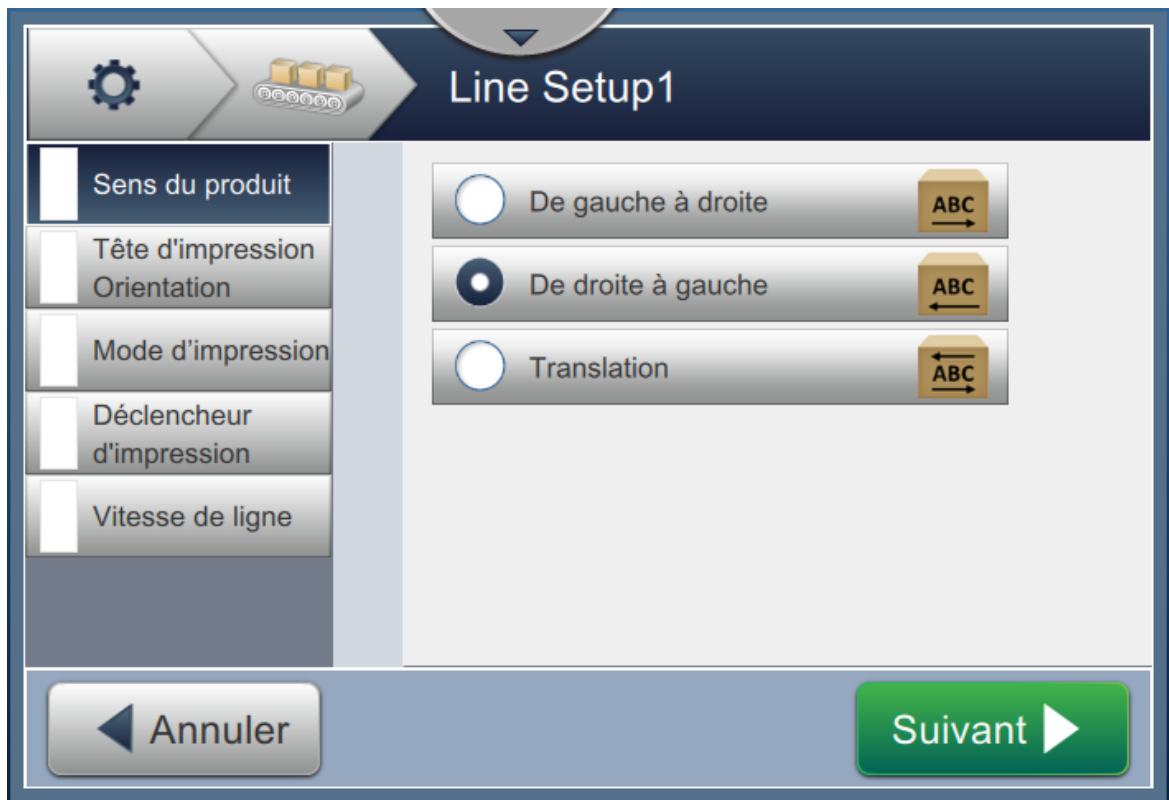 Line Setup1
Sens du produit
Tête d'impression
Orientation
Mode d’impression
Déclencheur
d'impression
Vitesse de ligne
De gauche à droite
ABC
De droite à gauche
ABC
Translation
ABC
Annuler
Suivant